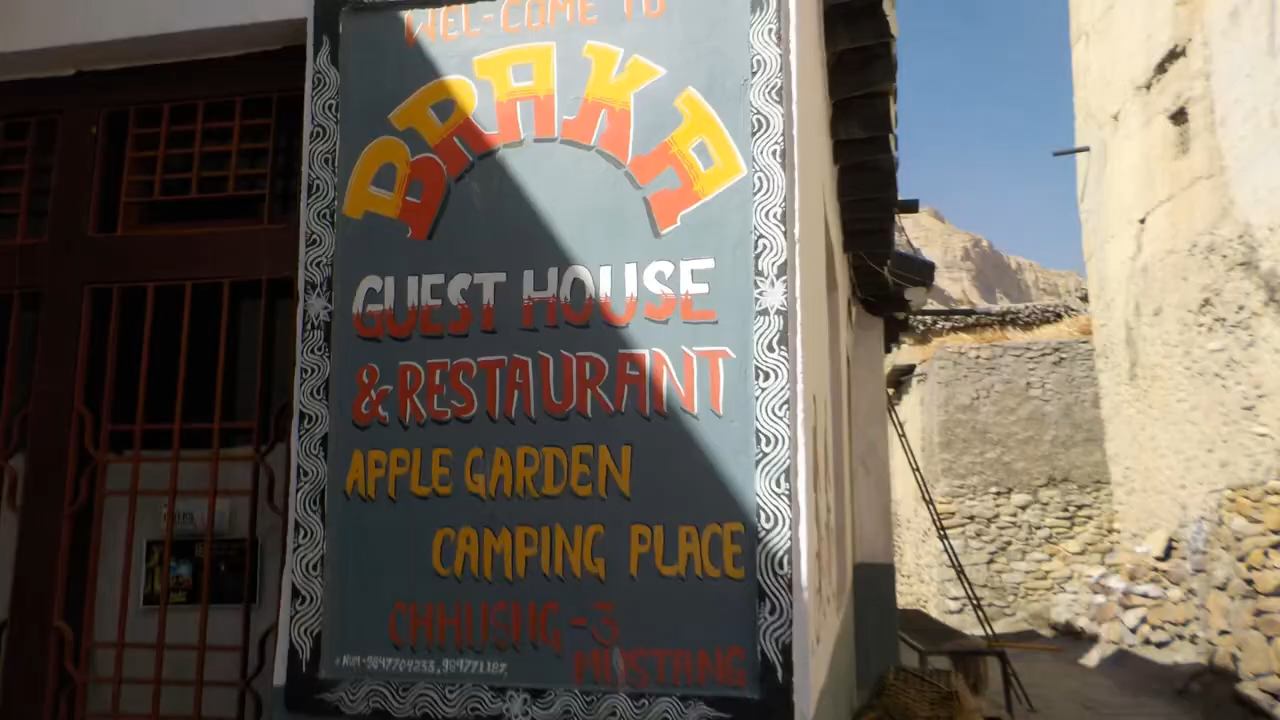 WEL-COME TO
BRAKA
GUEST HOUSE
& RESTAURANT
APPLE GARDEN
CAMPING PLACE
CHHUSNG-3
MUSTANG